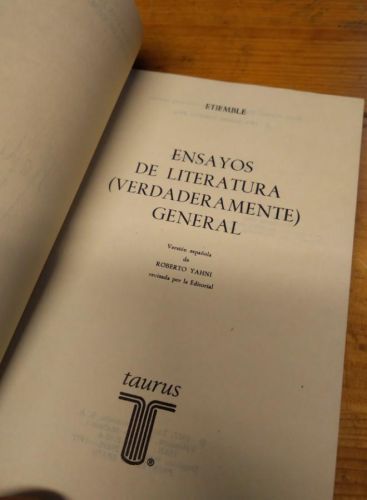 ETIEMBLE
ENSAYOS
DE LITERATURA
(VERDADERAMENTE)
GENERAL
Versión española
de
ROBERTO YAHNI
revisada por la Editorial
taurus
T
®